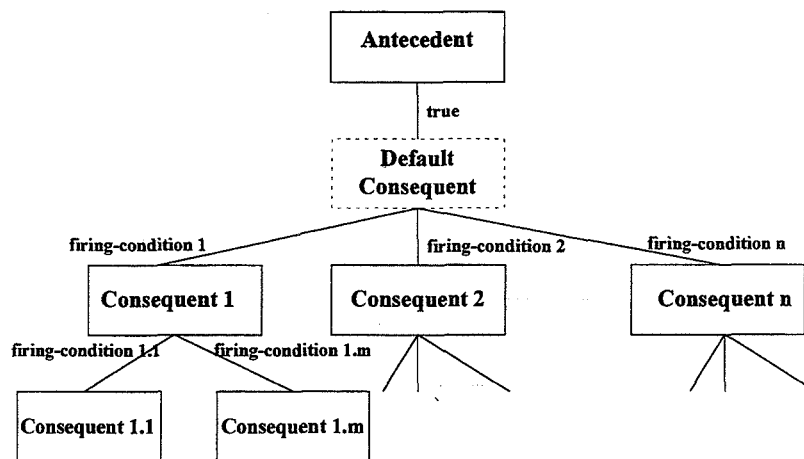 Antecedent
true
Default
Consequent
firing-condition 1
firing-condition 2
firing-condition n
Consequent 1
Consequent 2
Consequent n
firing-condition 1.1
firing-condition 1.m
Consequent 1.1
Consequent 1.m